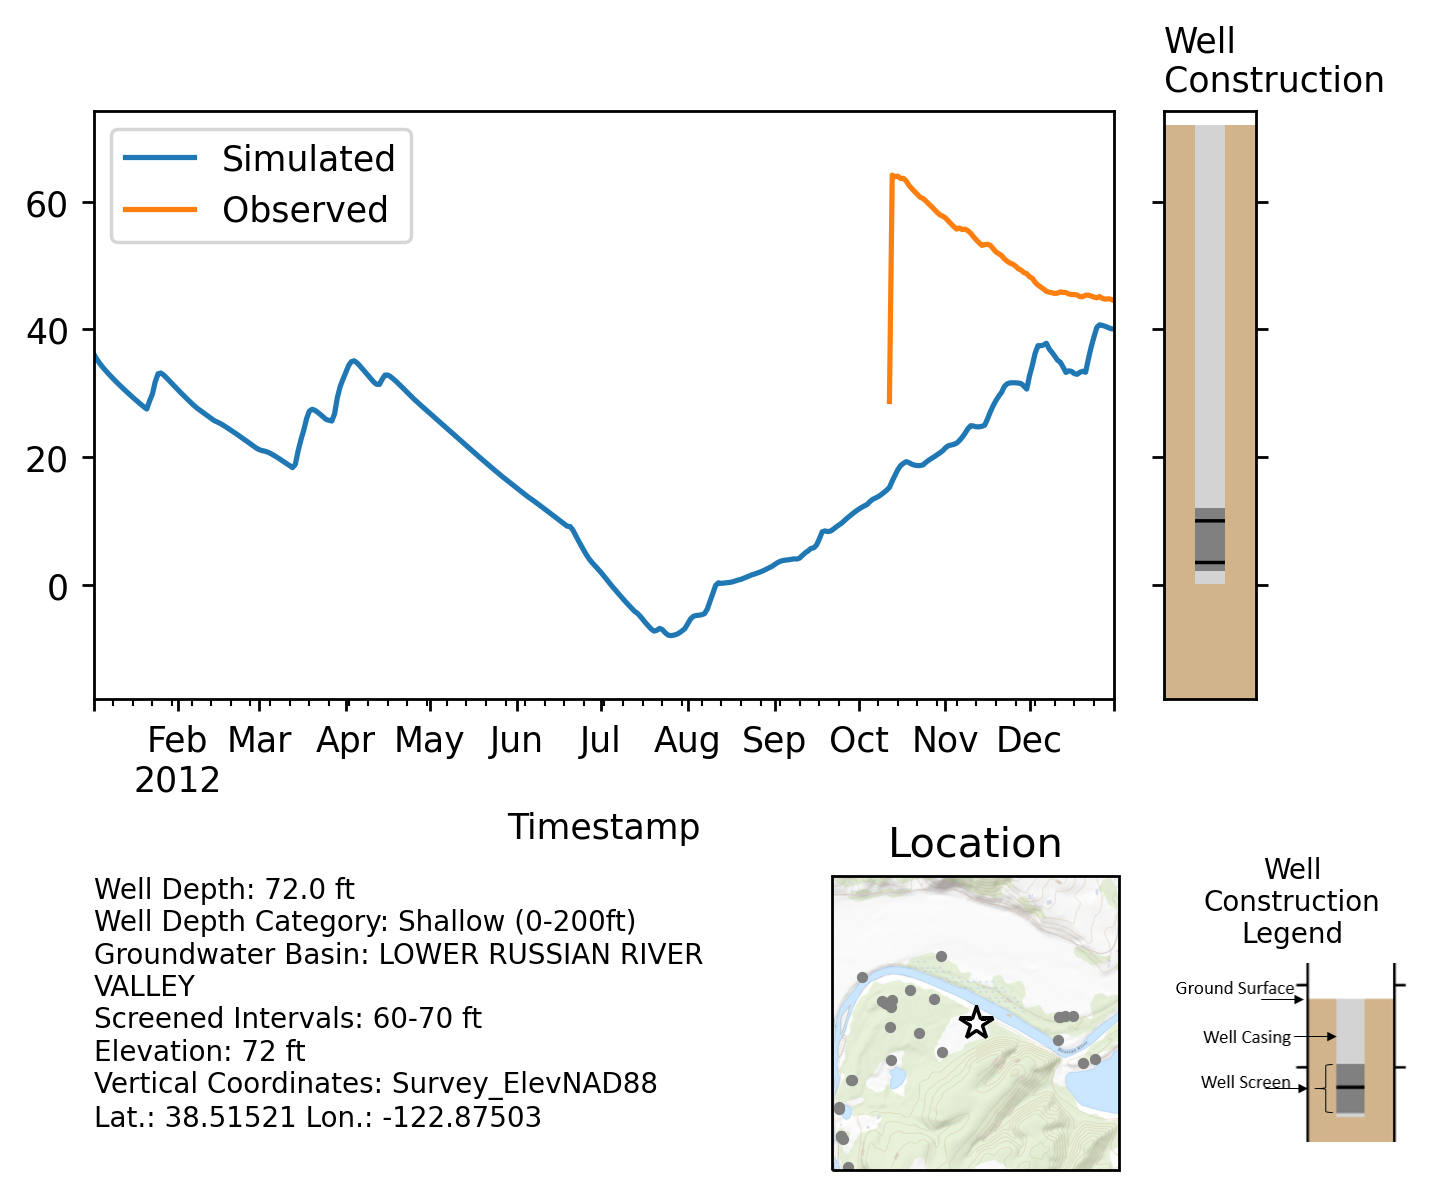 Well
Construction
Simulated
Observed
60
40
20
0
Feb Mar Apr May Jun Jul Aug Sep Oct Nov Dec
2012
Timestamp
Well Depth: 72.0 ft
Well Depth Category: Shallow (0-200ft)
Groundwater Basin: LOWER RUSSIAN RIVER
VALLEY
Screened Intervals: 60-70 ft
Elevation: 72 ft
Vertical Coordinates: Survey_ElevNAD88
Lat.: 38.51521 Lon.: -122.87503
Location
Well
Construction
Legend
Ground Surface
Well Casing
Well Screen